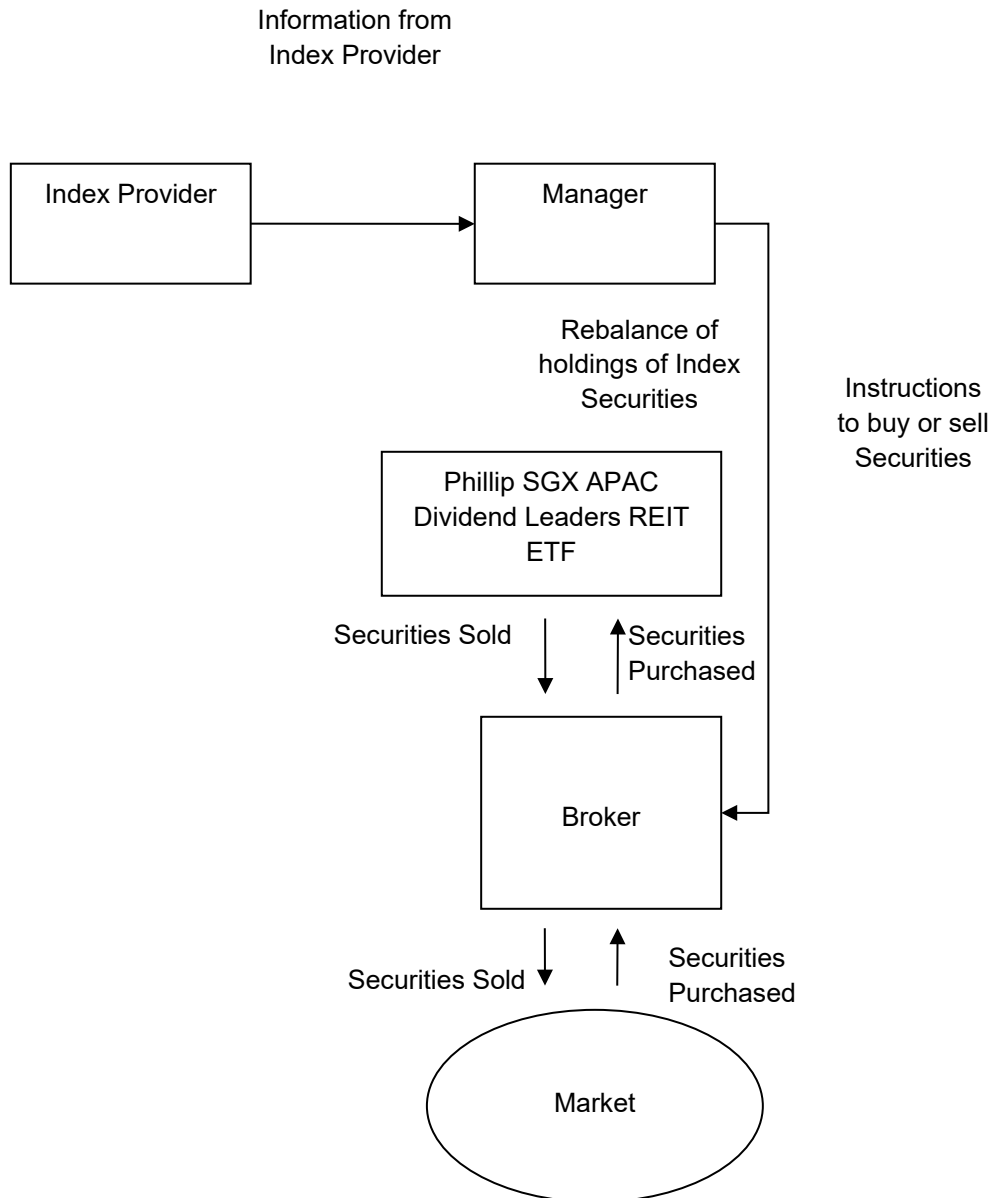 Information from
Index Provider
Index Provider
Manager
Rebalance of
holdings of Index
Securities
Instructions
to buy or sell
Securities
Phillip SGX APAC
Dividend Leaders REIT
ETF
Securities Sold
Securities
Purchased
Broker
Securities Sold
Securities
Purchased
Market